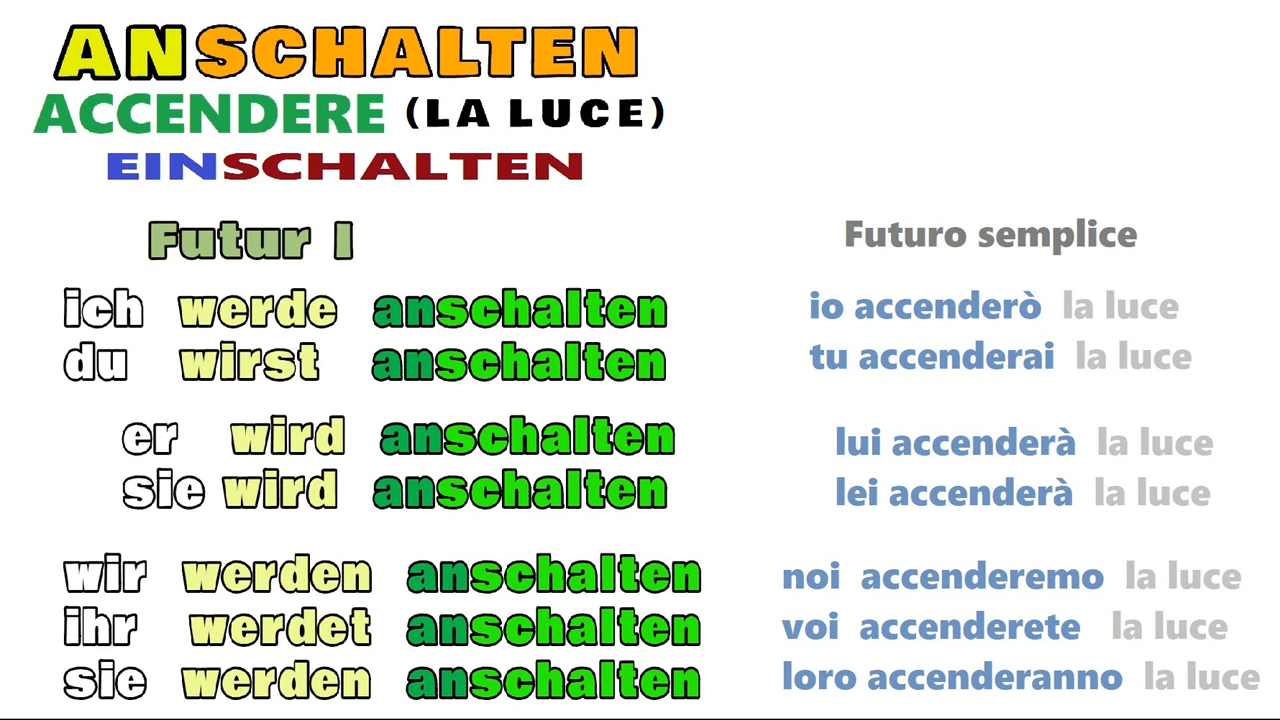 ANSCHALTEN
ACCENDERE (LA LUCE)
EINSCHALTEN
Futur I
ich werde anschalten
du wirst anschalten
er wird anschalten
sie wird anschalten
wir werden anschalten
ihr werdet anschalten
sie werden anschalten
Futuro semplice
io accenderò la luce
tu accenderai la luce
lui accenderà la luce
lei accenderà la luce
noi accenderemo la luce
voi accenderete la luce
loro accenderanno la luce